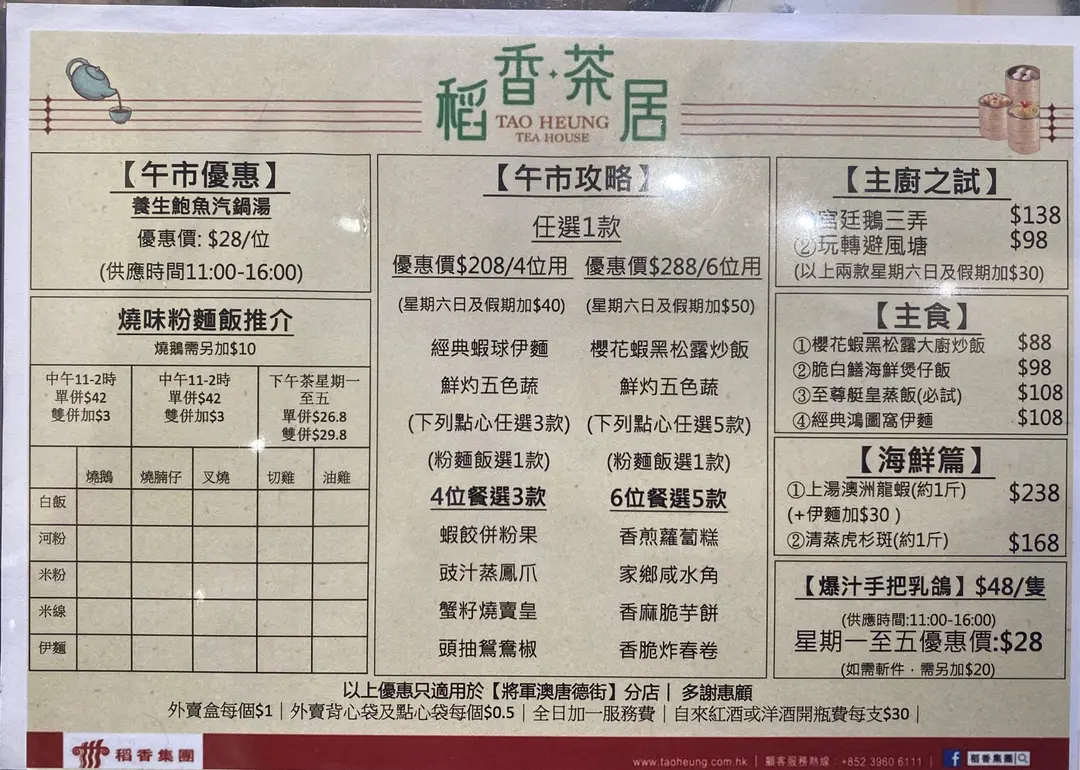 稻香·茶居
TAO HEUNG
TEA HOUSE
【午市優惠】
養生鮑魚汽鍋湯
優惠價: $28/位
(供應時間11:00-16:00)
燒味粉麵飯推介
燒鵝需另加$10
中午11-2時
單併$42
雙併加$3
中午11-2時
單併$42
雙併加$3
下午茶星期一
至五
單併$26.8
雙併$29.8
燒鵝 燒腩仔 叉燒 切雞 油雞
白飯
河粉
米粉
米線
伊麵
【午市攻略】
任選1款
優惠價$208/4位用 優惠價$288/6位用
(星期六日及假期加$40) (星期六日及假期加$50)
經典蝦球伊麵 櫻花蝦黑松露炒飯
鮮灼五色蔬 鮮灼五色蔬
(下列點心任選3款) (下列點心任選5款)
(粉麵飯選1款) (粉麵飯選1款)
4位餐選3款 6位餐選5款
蝦餃併粉果 香煎蘿蔔糕
豉汁蒸鳳爪 家鄉咸水角
蟹籽燒賣皇 香麻脆芋餅
頭抽鴛鴦椒 香脆炸春卷
【主廚之試】
宮廷鵝三弄 $138
②玩轉避風塘 $98
(以上兩款星期六日及假期加$30)
【主食】
①櫻花蝦黑松露大廚炒飯 $88
②脆白鱔海鮮煲仔飯 $98
③至尊艇皇蒸飯(必試) $108
④經典鴻圖窩伊麵 $108
【海鮮篇】
①上湯澳洲龍蝦(約1斤) $238
(+伊麵加$30 )
②清蒸虎杉斑(約1斤) $168
【爆汁手把乳鴿】$48/隻
(供應時間:11:00-16:00)
星期一至五優惠價:$28
(如需斬件，需另加$20)
以上優惠只適用於【將軍澳唐德街】分店| 多謝惠顧
外賣盒每個$1| 外賣背心袋及點心袋每個$0.5| 全日加一服務費| 自來紅酒或洋酒開瓶費每支$30|
稻香集團
www.taoheung.com.hk | 顧客服務熱線：+852 3960 6111 | f 稻香集團